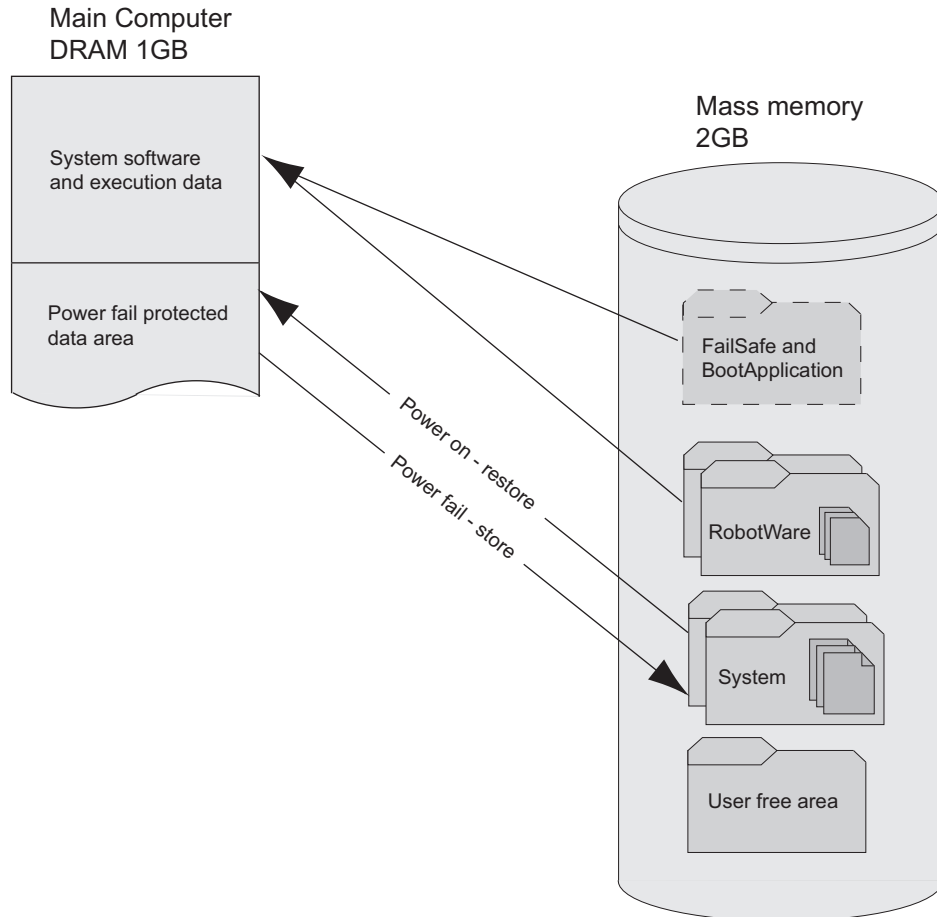 Main Computer
DRAM 1GB
System software
and execution data
Power fail protected
data area
Power on - restore
Power fail - store
Mass memory
2GB
FailSafe and
BootApplication
RobotWare
System
User free area